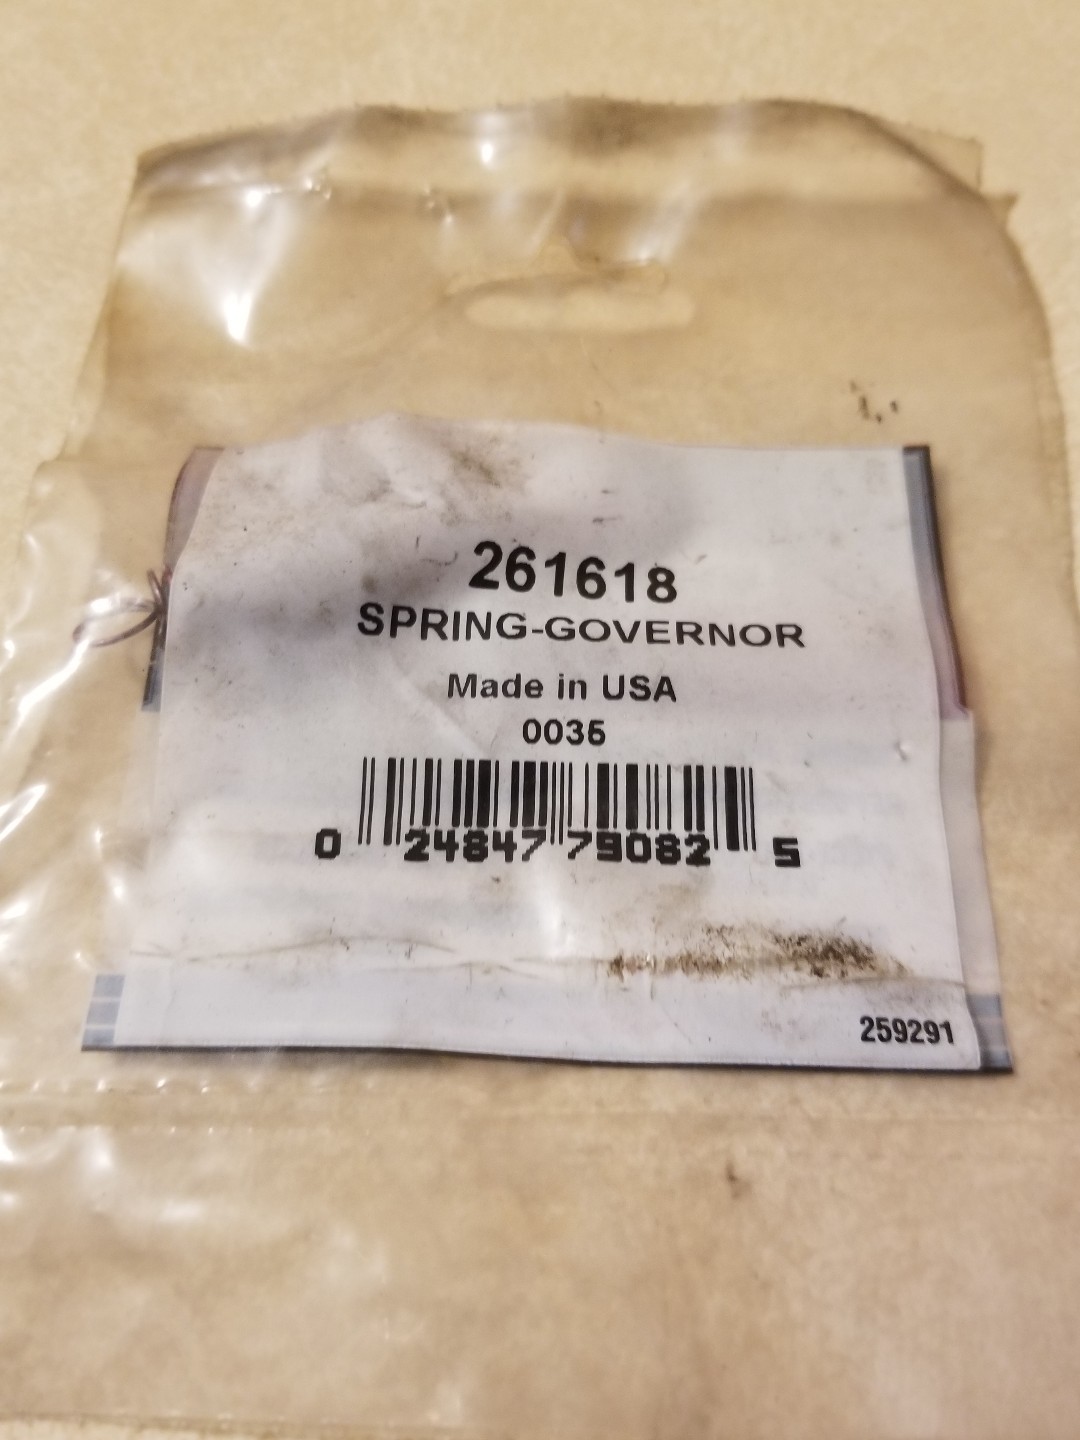 261618
SPRING-GOVERNOR
Made in USA
0035
0 24847 79082 5
259291